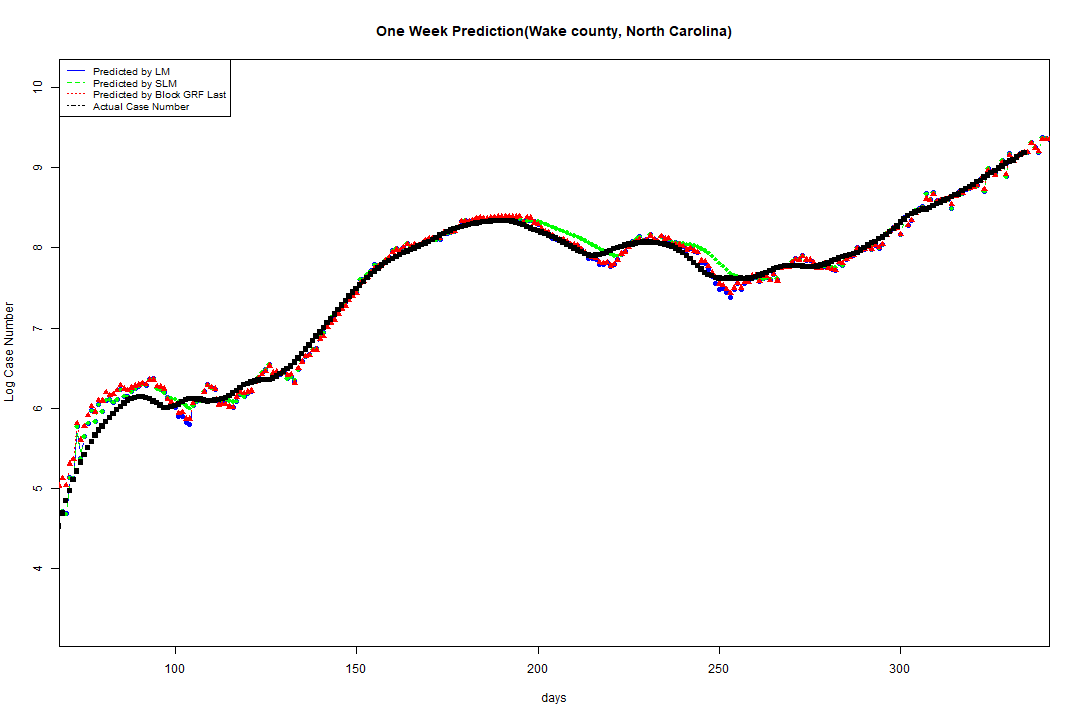 One Week Prediction(Wake county, North Carolina)
Predicted by LM
Predicted by SLM
Predicted by Block GRF Last
Actual Case Number
10
9
8
7
6
5
4
Log Case Number
100 150 200 250 300
days